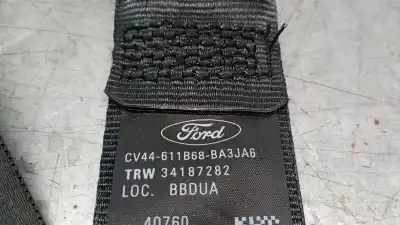 Ford
CV44-611B68-BA3JA6
TRW 34187282
LOC. BBDUA
40760